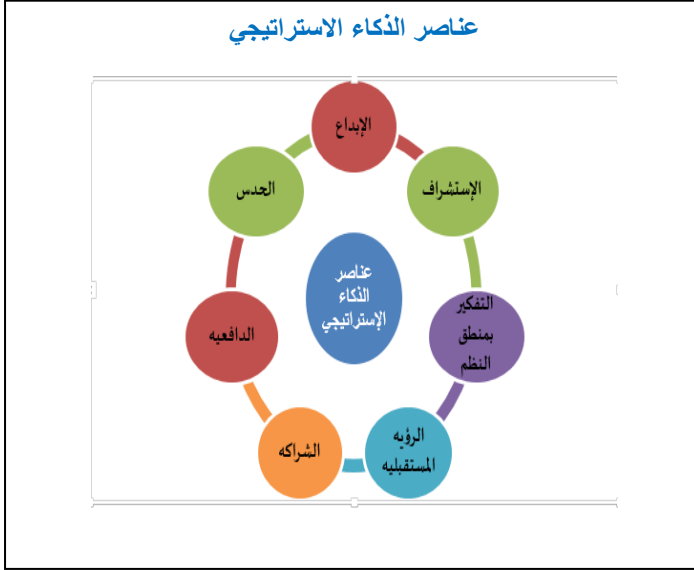 عناصر الذكاء الاستراتيجي
الإبداع
الإستشراف
التفكير
بمنطق
النظم
الرؤيه
المستقبليه
الشراكه
الدافعيه
الحدس
عناصر
الذكاء
الإستراتيجي